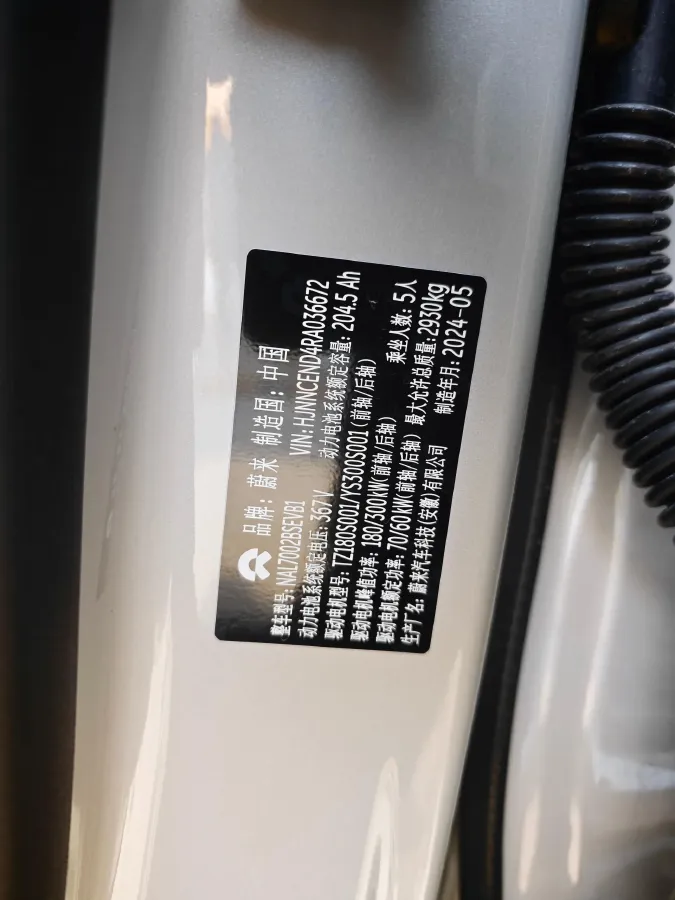 品牌：蔚来 制造国：中国
整车型号：NAL7002BSEVB1 VIN：HJNNCEND4RA036672
动力电池系统额定电压：367 V 动力电池系统额定容量：204.5 Ah
驱动电机型号：TZ180S001/YS300S001（前轴/后轴）
驱动电机峰值功率：180/300kW（前轴/后轴） 乘坐人数：5人
驱动电机额定功率：70/60kW（前轴/后轴） 最大允许总质量：2930kg
生产厂名：蔚来汽车科技（安徽）有限公司 制造年月：2024-05